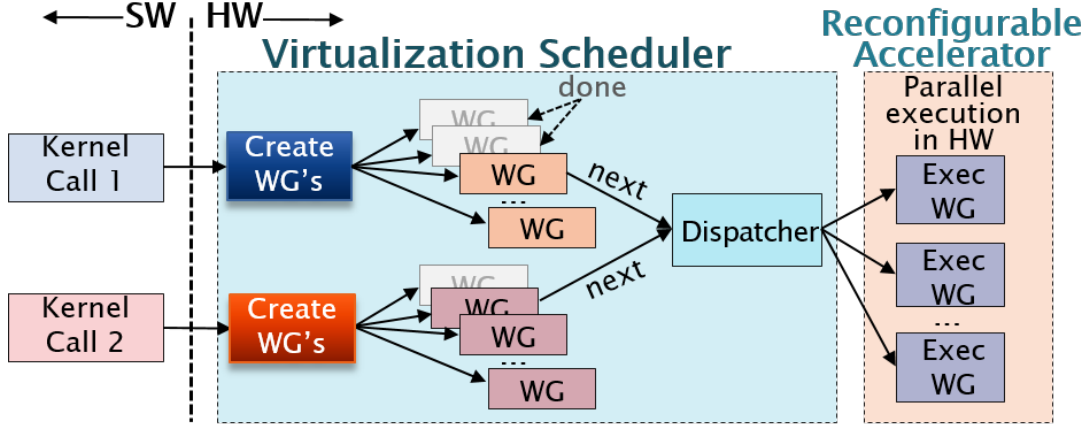 SW HW
Virtualization Scheduler
Reconfigurable
Accelerator
Kernel
Call 1
Create
WG's
done
WG
WG
WG
...
WG
next
Kernel
Call 2
Create
WG's
WG
WG
WG
...
WG
next
Dispatcher
Parallel
execution
in HW
Exec
WG
Exec
WG
...
Exec
WG